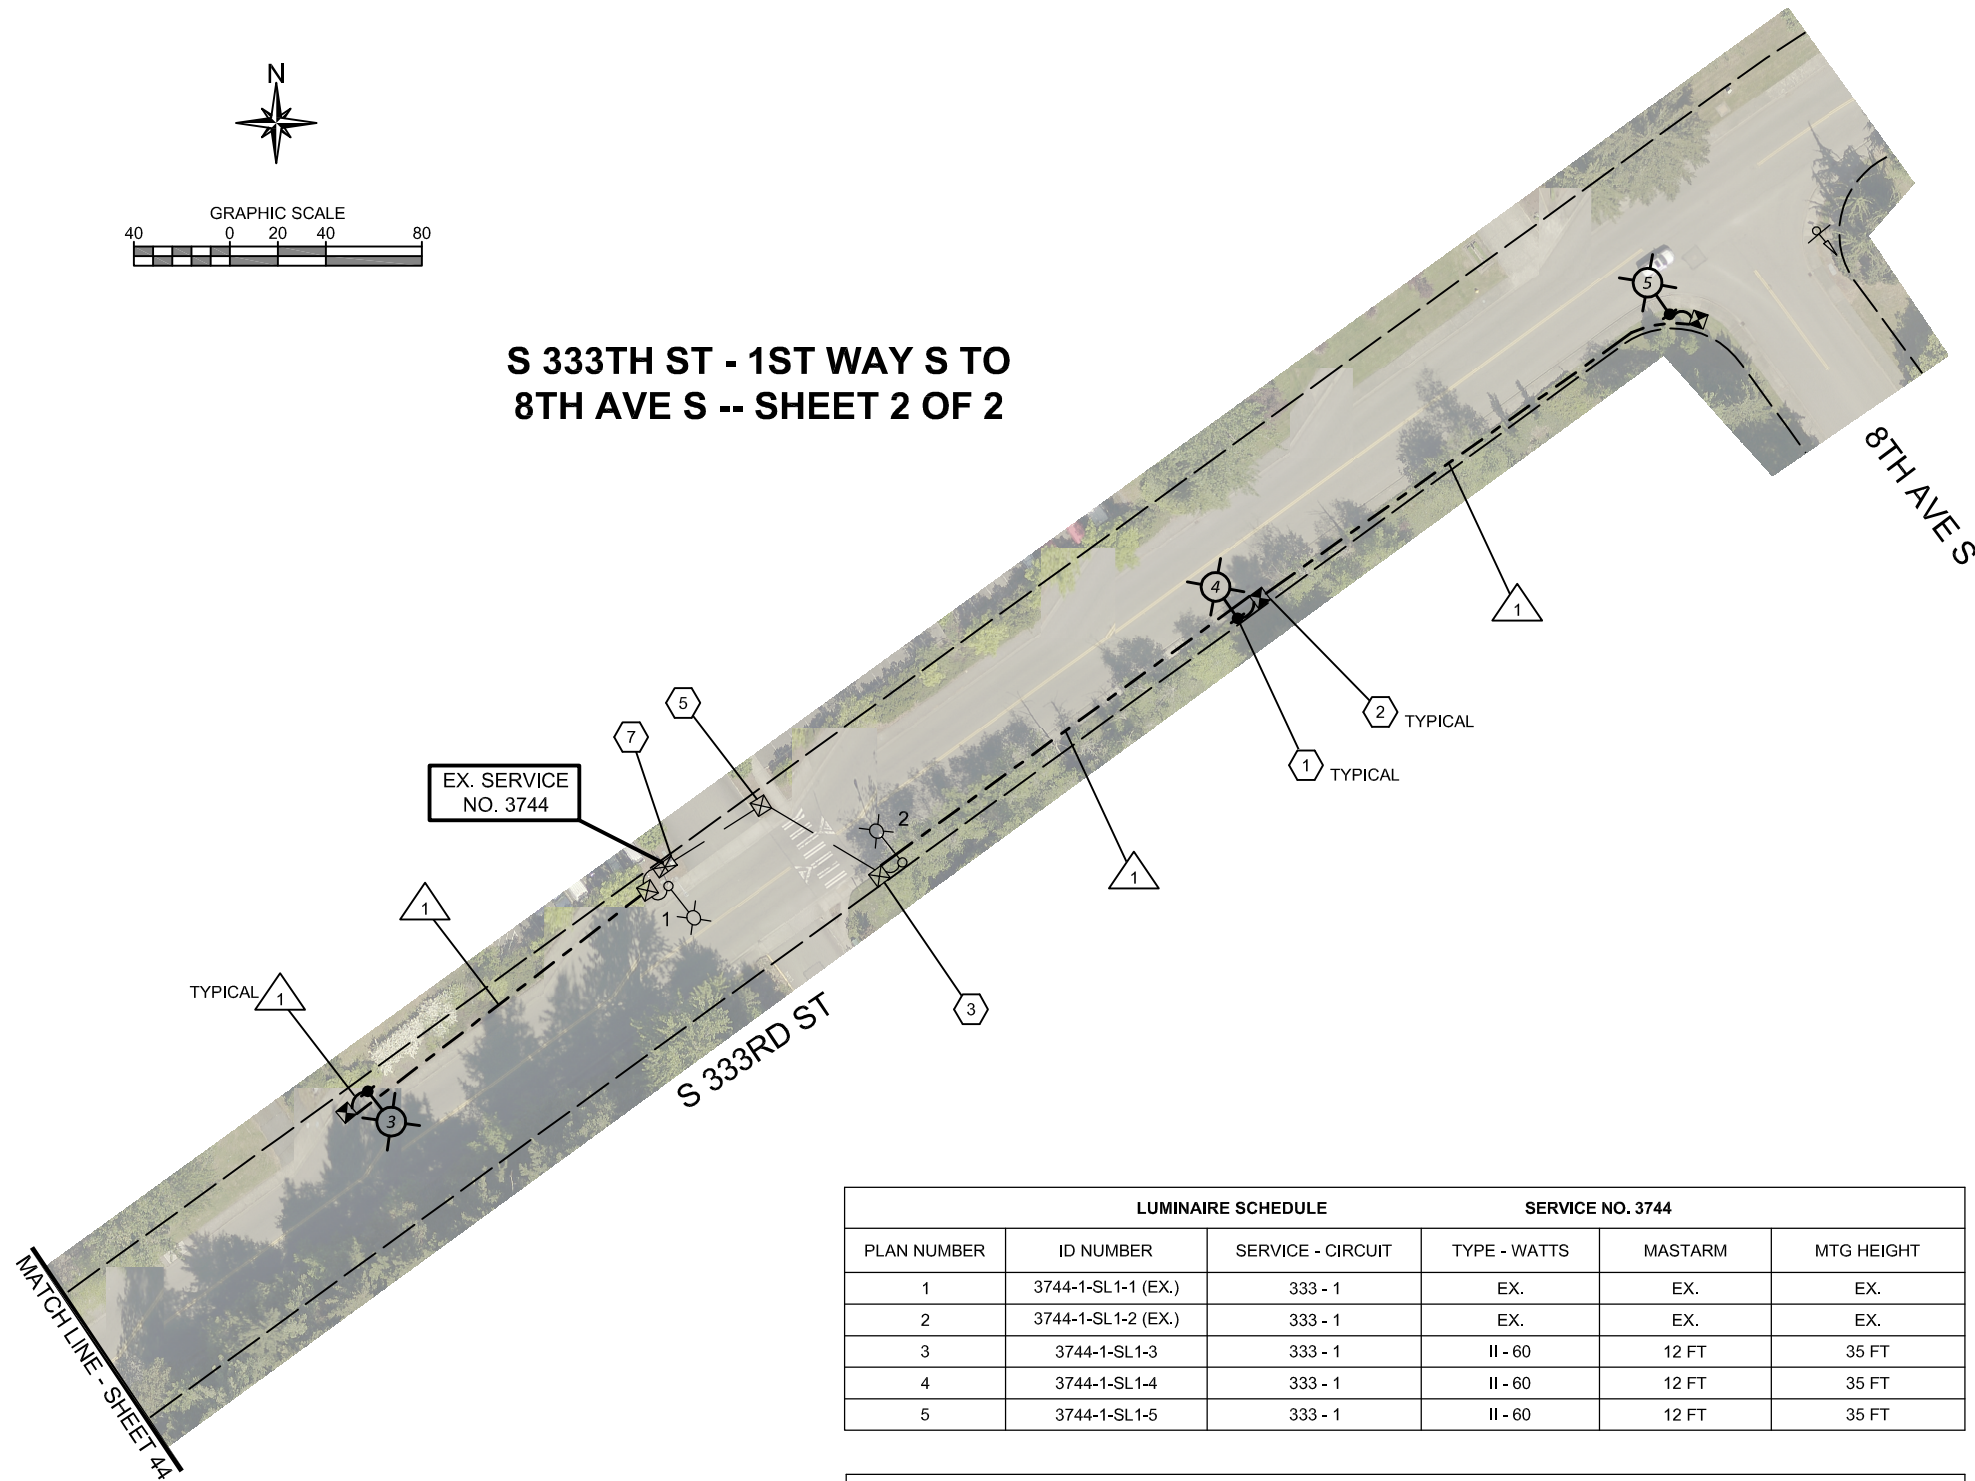 N
GRAPHIC SCALE
40 0 20 40 80
S 333TH ST - 1ST WAY S TO
8TH AVE S -- SHEET 2 OF 2
5
8TH AVE S
4
1
2 TYPICAL
1 TYPICAL
5
7
EX. SERVICE
NO. 3744
2
1
1
1
TYPICAL 1
3
3
S 333RD ST
MATCH LINE - SHEET 44
LUMINAIRE SCHEDULE SERVICE NO. 3744
PLAN NUMBER ID NUMBER SERVICE - CIRCUIT TYPE - WATTS MASTARM MTG HEIGHT
1 3744-1-SL1-1 (EX.) 333 - 1 EX. EX. EX.
2 3744-1-SL1-2 (EX.) 333 - 1 EX. EX. EX.
3 3744-1-SL1-3 333 - 1 II - 60 12 FT 35 FT
4 3744-1-SL1-4 333 - 1 II - 60 12 FT 35 FT
5 3744-1-SL1-5 333 - 1 II - 60 12 FT 35 FT